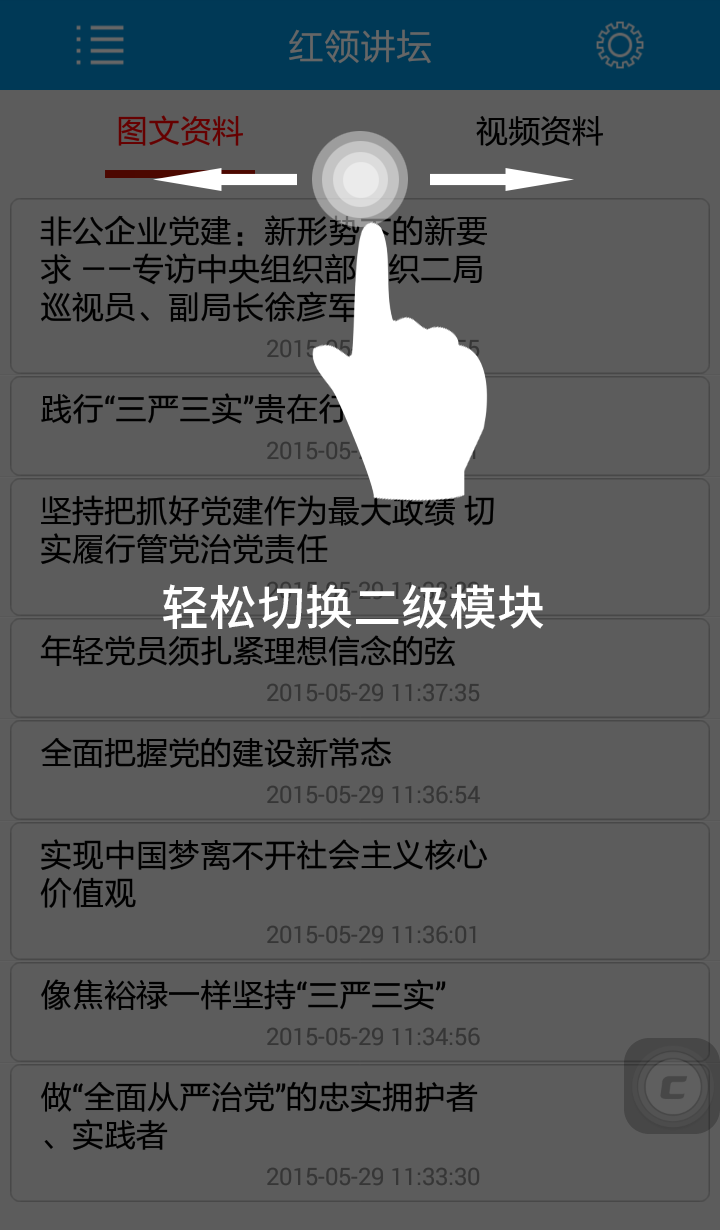 红领讲坛
图文资料
视频资料
非公企业党建：新形势下的新要
求 ——专访中央组织部组织二局
巡视员、副局长徐彦军
2015-05
践行“三严三实”贵在行
2015-05-
坚持把抓好党建作为最大政绩 切
实履行管党治党责任
轻松切换二级模块
年轻党员须扎紧理想信念的弦
2015-05-29 11:37:35
全面把握党的建设新常态
2015-05-29 11:36:54
实现中国梦离不开社会主义核心
价值观
2015-05-29 11:36:01
像焦裕禄一样坚持“三严三实”
2015-05-29 11:34:56
做“全面从严治党”的忠实拥护者
、实践者
2015-05-29 11:33:30